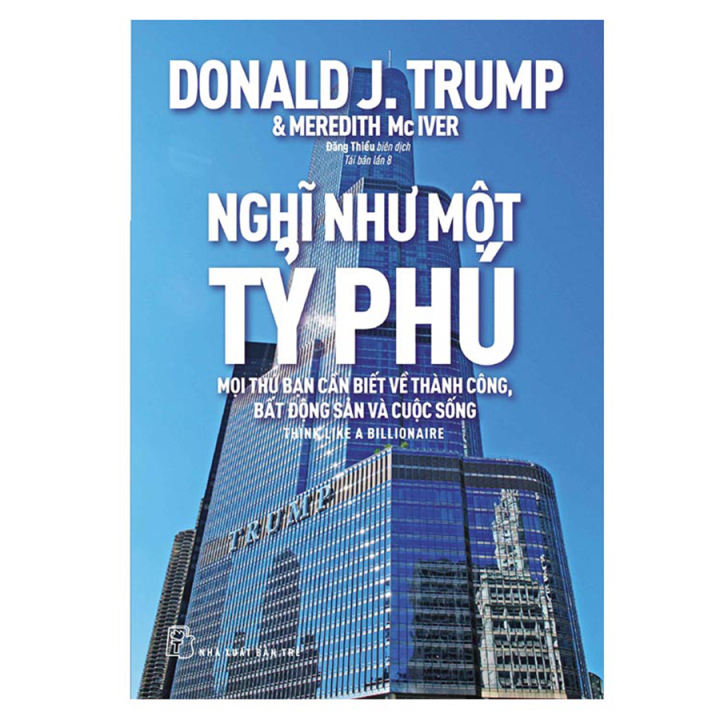 DONALD J. TRUMP
& MEREDITH Mc IVER
Đăng Thiều biên dịch
Tái bản lần 8
NGHĨ NHƯ MỘT
TỶ PHÚ
MỌI THỨ BẠN CẦN BIẾT VỀ THÀNH CÔNG,
BẤT ĐỘNG SẢN VÀ CUỘC SỐNG
THINK LIKE A BILLIONAIRE
TRUMP
NHÀ XUẤT BẢN TRẺ